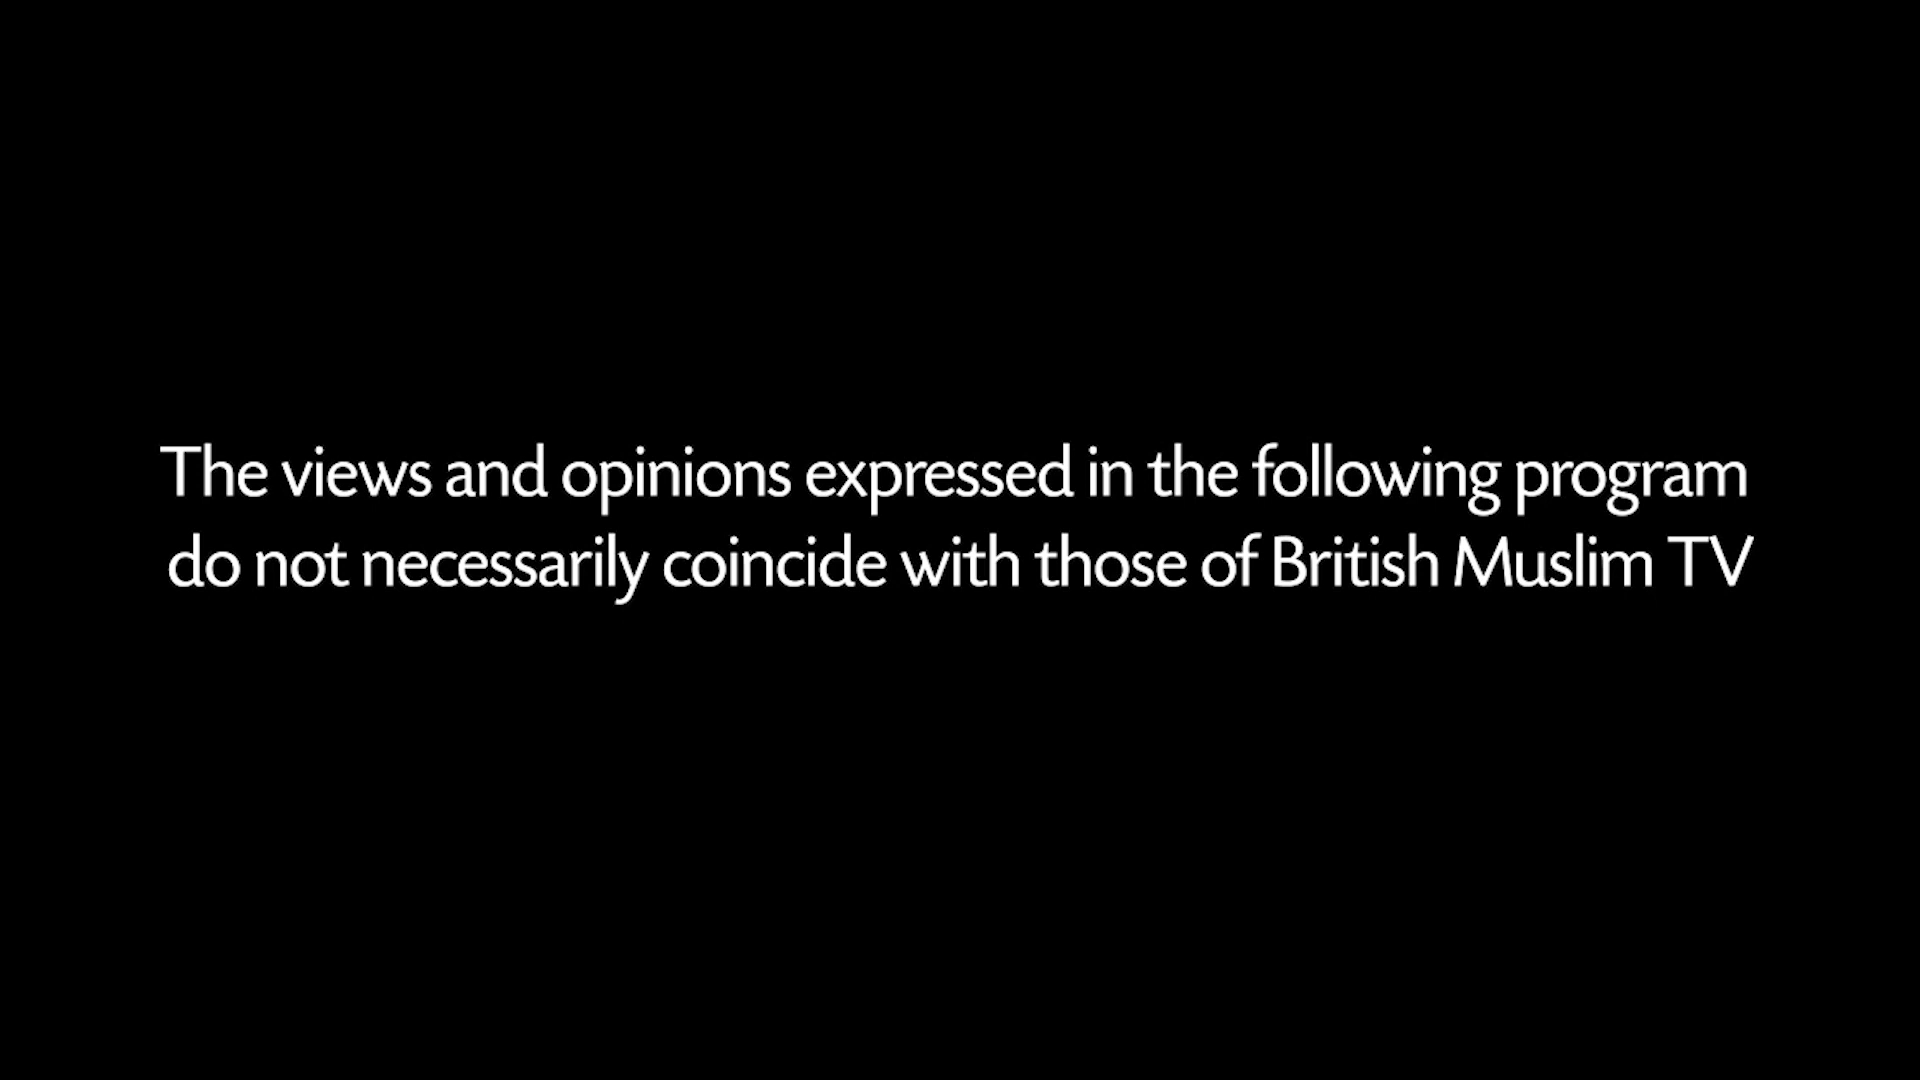 The views and opinions expressed in the following program
do not necessarily coincide with those of British Muslim TV